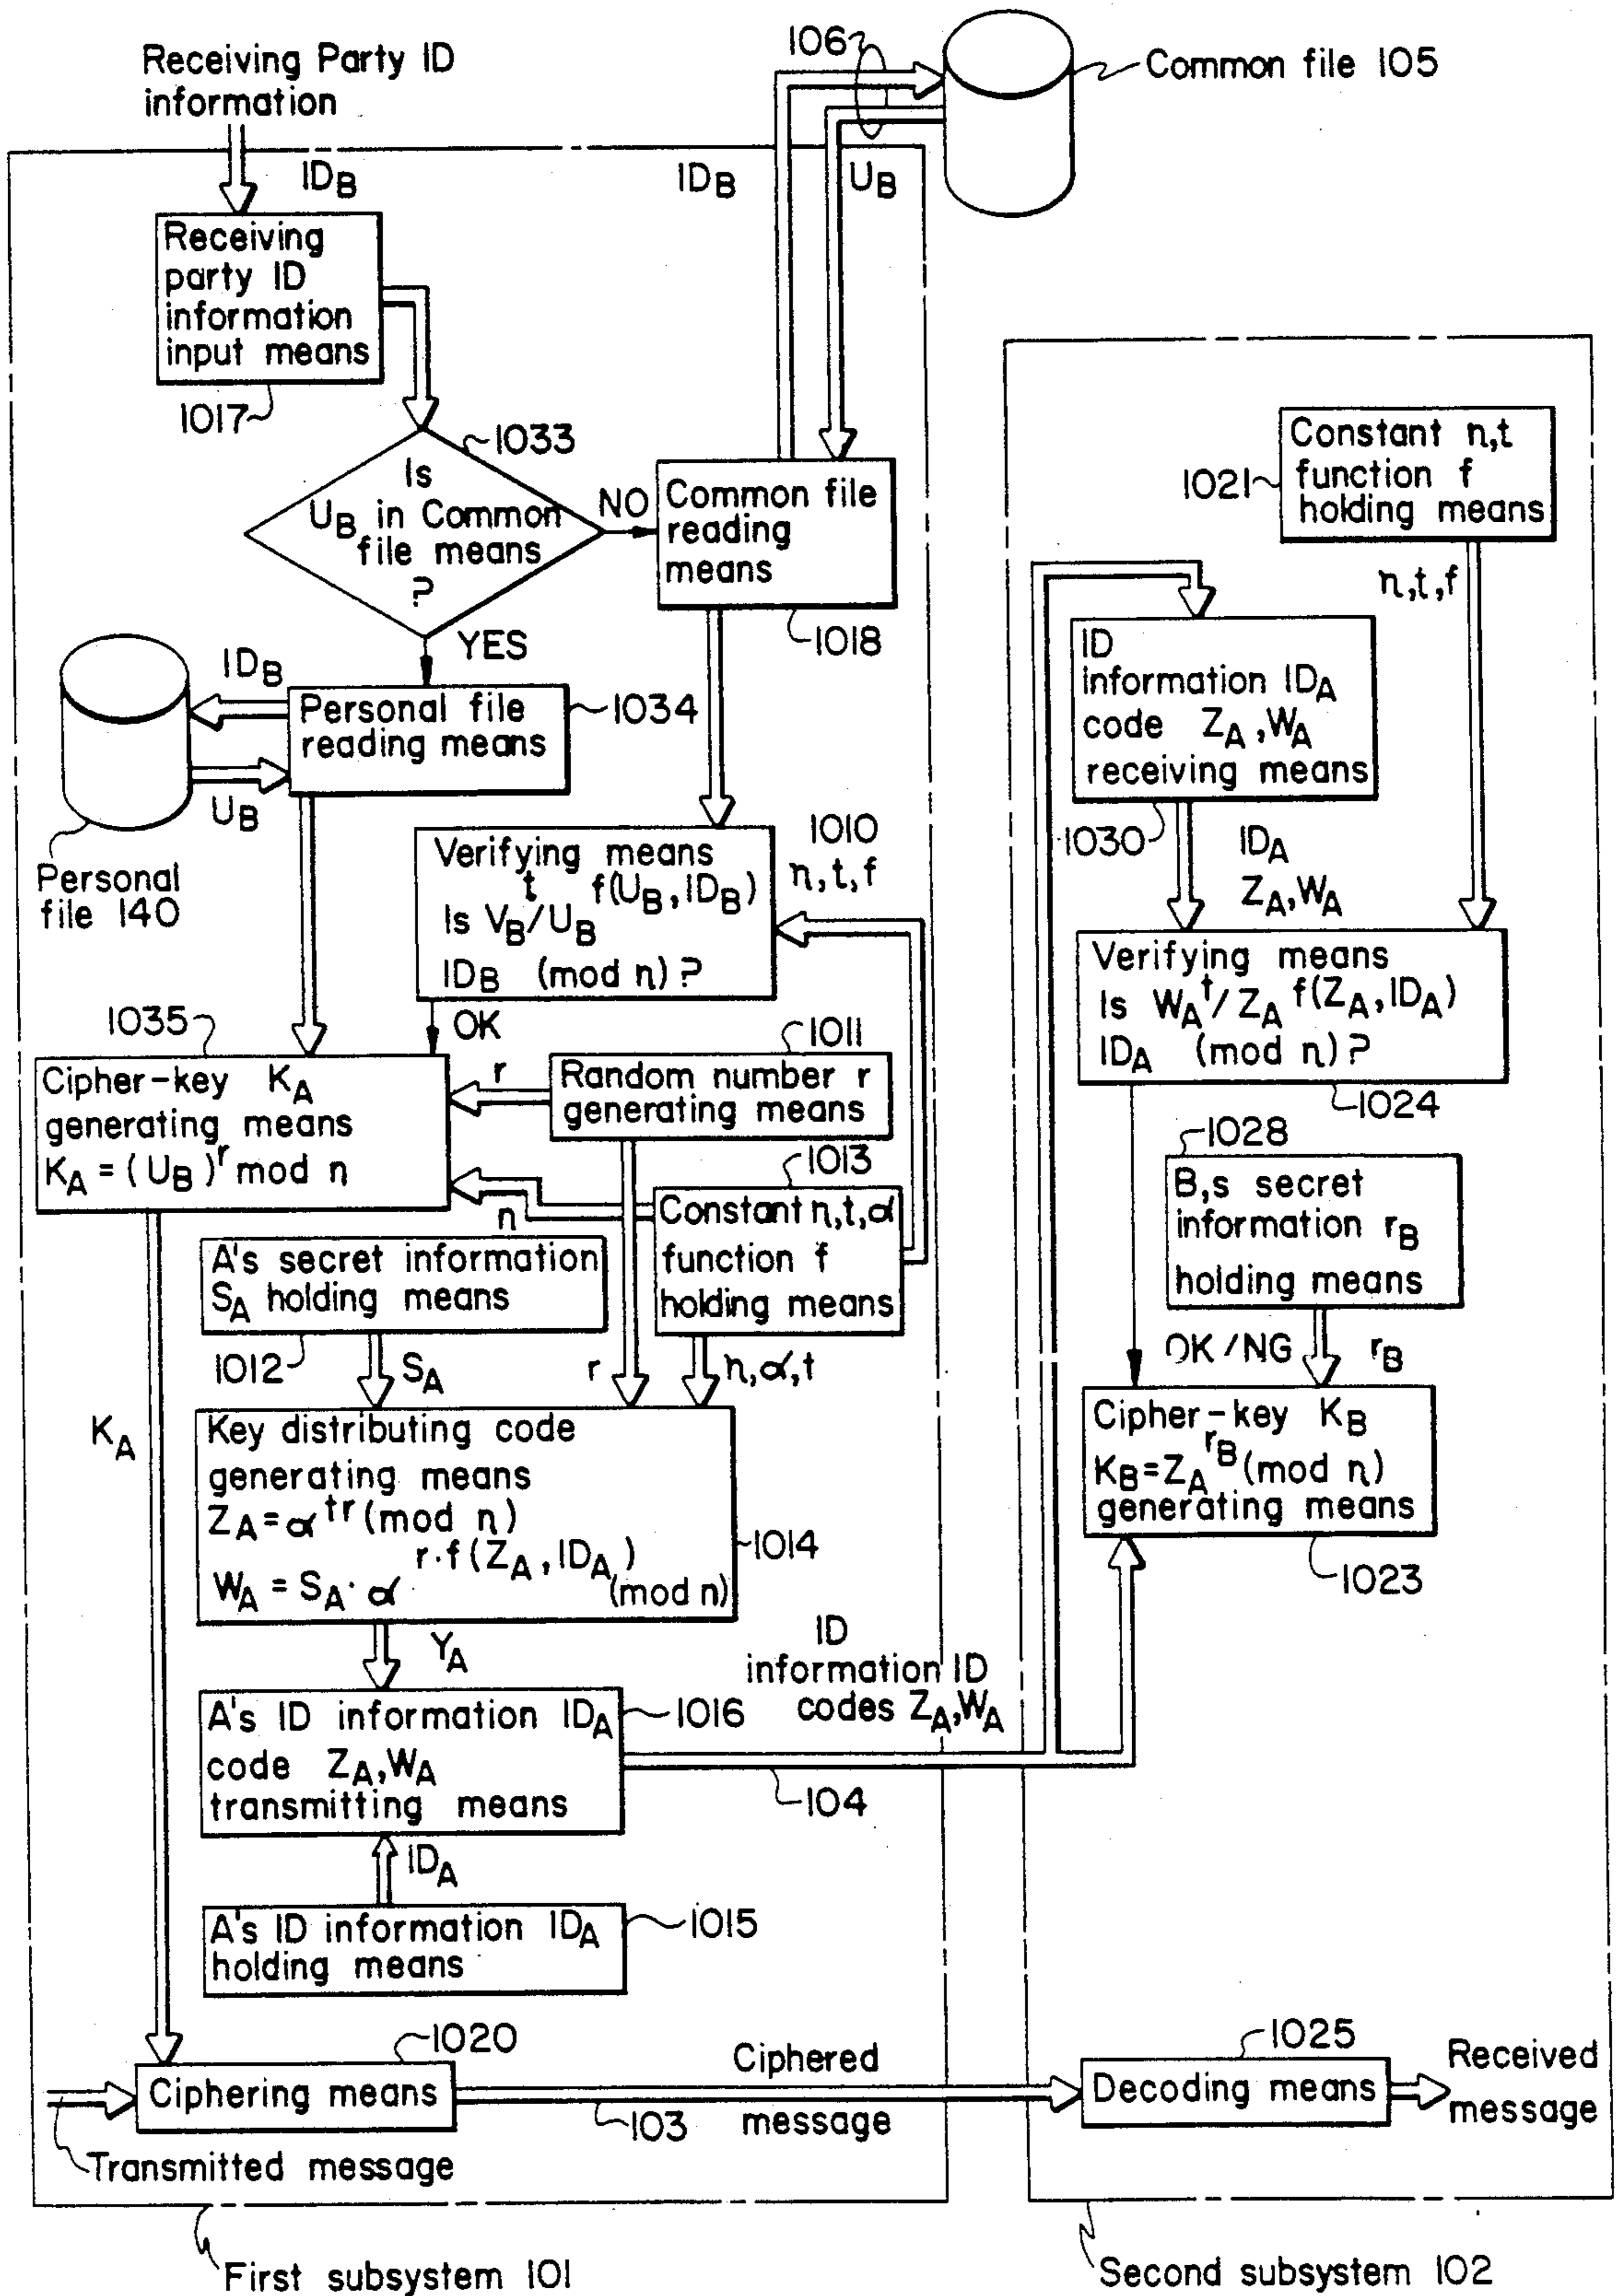 Receiving Party ID
information
106
Common file 105
ID_B
ID_B
U_B
Receiving
party ID
information
input means
1017
1033
Is
U_B in Common
file means
?
NO
YES
Common file
reading
means
1018
ID_B
U_B
Personal
file 140
Personal file
reading means
1034
Verifying means
t f(U_B, ID_B)
Is V_B/U_B
ID_B (mod n)?
1010
n,t,f
OK
1035
Cipher-key K_A
generating means
K_A = (U_B)^r mod n
r
1011
Random number r
generating means
n
1013
Constant n,t,α
function f
holding means
A's secret information
S_A holding means
1012
S_A
r
n,α,t
K_A
Key distributing code
generating means
Z_A = α^tr (mod n)
r·f(Z_A, ID_A)
W_A = S_A · α (mod n)
1014
Y_A
A's ID information ID_A
code Z_A, W_A
transmitting means
1016
ID
information ID
codes Z_A, W_A
104
ID_A
A's ID information ID_A
holding means
1015
1020
Ciphering means
Transmitted message
Ciphered
103
message
First subsystem 101
Constant n,t
function f
holding means
1021
n,t,f
ID
information ID_A
code Z_A, W_A
receiving means
1030
ID_A
Z_A, W_A
Verifying means
Is W_A^t/Z_A f(Z_A, ID_A)
ID_A (mod n)?
1024
1028
B,s secret
information r_B
holding means
OK/NG
r_B
Cipher-key K_B
K_B = Z_A^r_B (mod n)
generating means
1023
1025
Decoding means
Received
message
Second subsystem 102